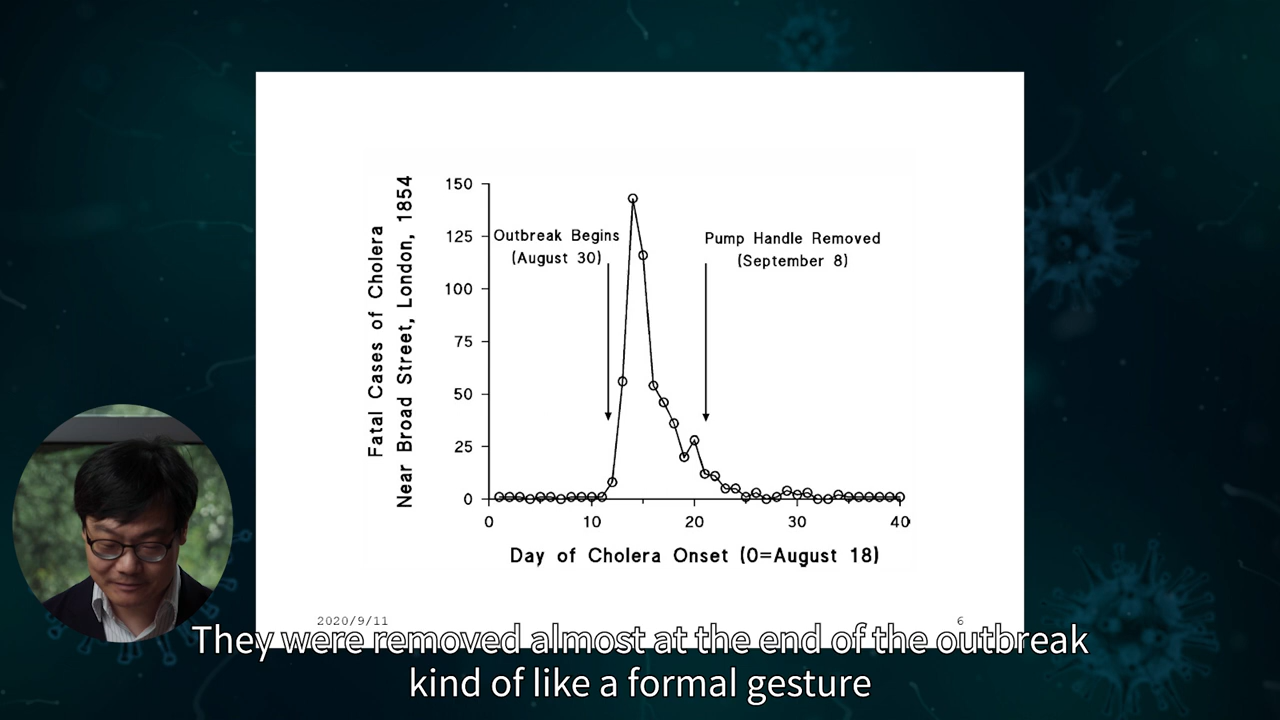 Fatal Cases of Cholera
Near Broad Street, London, 1854
150
125
100
75
50
25
0
Outbreak Begins
(August 30)
Pump Handle Removed
(September 8)
0
10
20
30
40
Day of Cholera Onset (0=August 18)
2020/9/11
6
They were removed almost at the end of the outbreak
kind of like a formal gesture